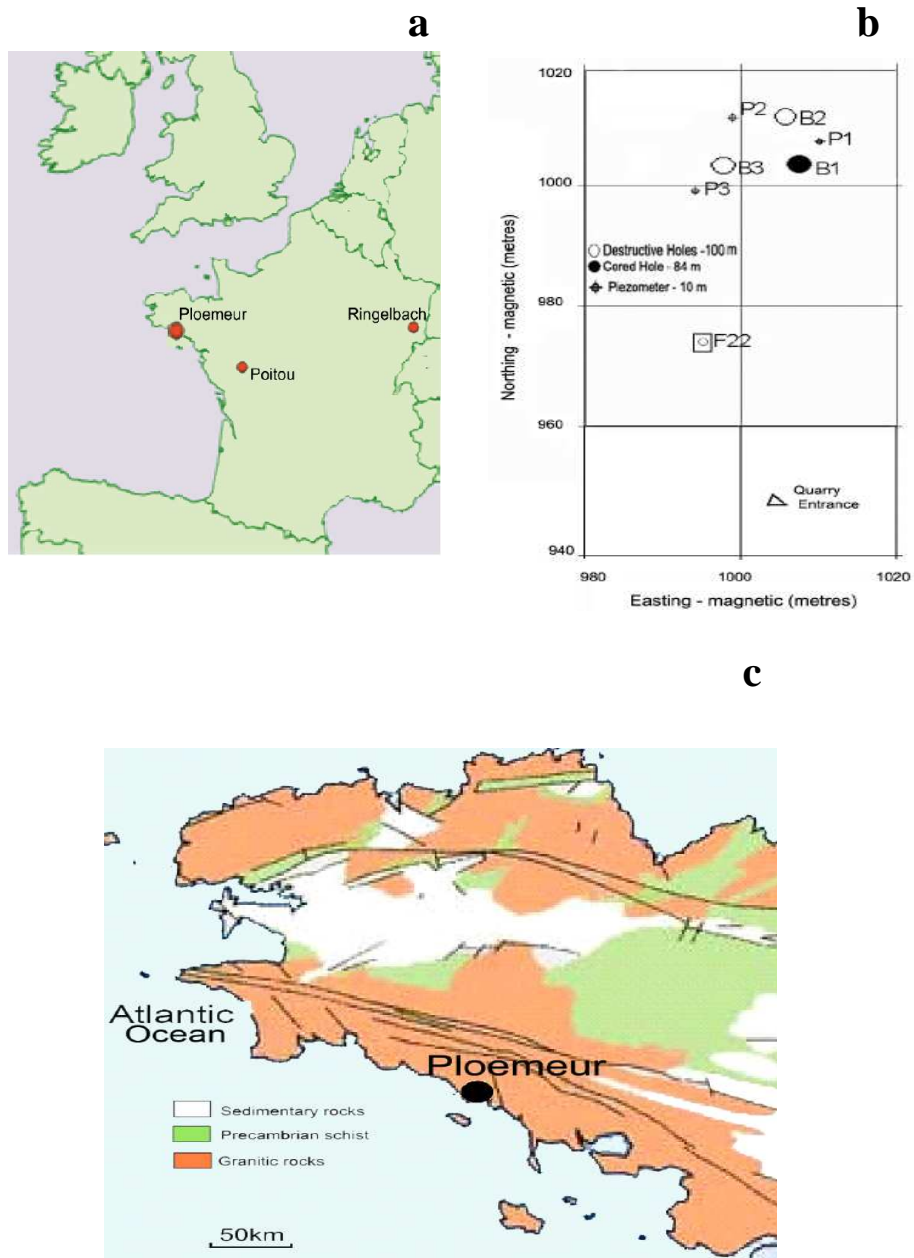 a
Ploemeur
Ringelbach
Poitou
b
1020
1000
980
960
940
Northing - magnetic (metres)
P2
B2
P1
B3
B1
P3
Destructive Holes -100 m
Cored Hole - 84 m
Piezometer - 10 m
F22
Quarry
Entrance
980
1000
1020
Easting - magnetic (metres)
c
Atlantic
Ocean
Ploemeur
Sedimentary rocks
Precambrian schist
Granitic rocks
50km